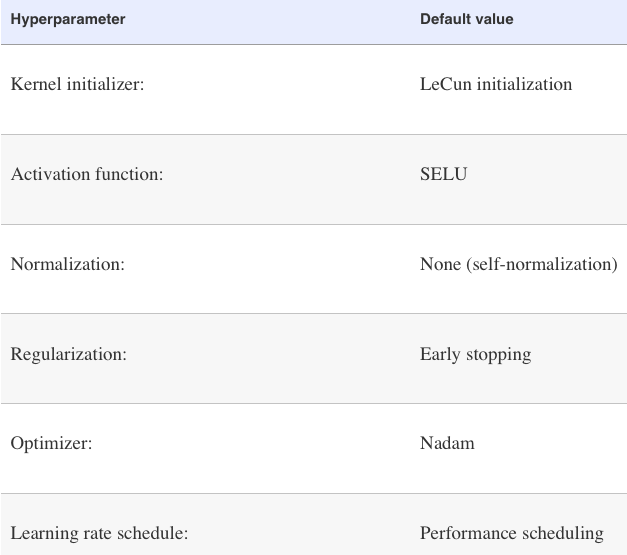 Hyperparameter Default value
Kernel initializer: LeCun initialization
Activation function: SELU
Normalization: None (self-normalization)
Regularization: Early stopping
Optimizer: Nadam
Learning rate schedule: Performance scheduling